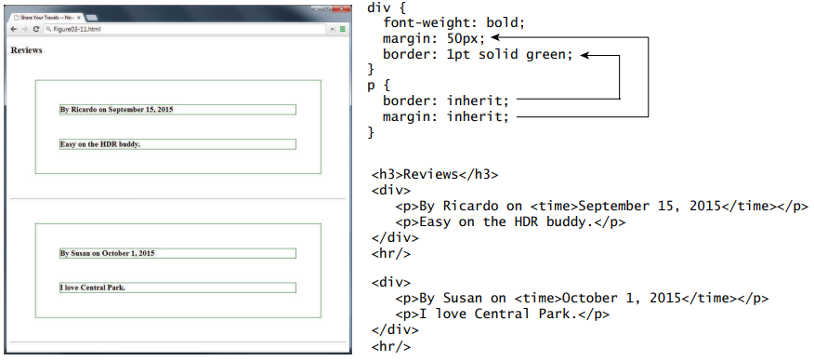 Share Your Travels -- New
Figure03-11.html
Reviews
By Ricardo on September 15, 2015
Easy on the HDR buddy.
By Susan on October 1, 2015
I love Central Park.
div {
font-weight: bold;
margin: 50px;
border: 1pt solid green;
}
p {
border: inherit;
margin: inherit;
}
<h3>Reviews</h3>
<div>
<p>By Ricardo on <time>September 15, 2015</time></p>
<p>Easy on the HDR buddy.</p>
</div>
<hr/>
<div>
<p>By Susan on <time>October 1, 2015</time></p>
<p>I love Central Park.</p>
</div>
<hr/>